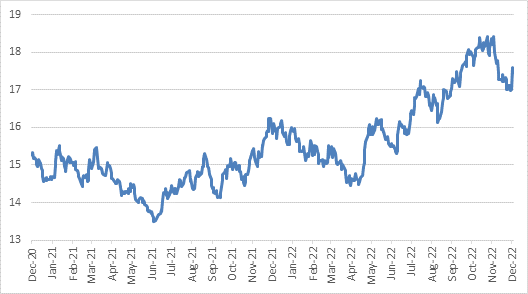 19
18
17
16
15
14
13
Dec-20
Jan-21
Feb-21
Mar-21
Apr-21
May-21
Jun-21
Jul-21
Aug-21
Sep-21
Oct-21
Nov-21
Dec-21
Jan-22
Feb-22
Mar-22
Apr-22
May-22
Jun-22
Jul-22
Aug-22
Sep-22
Oct-22
Nov-22
Dec-22